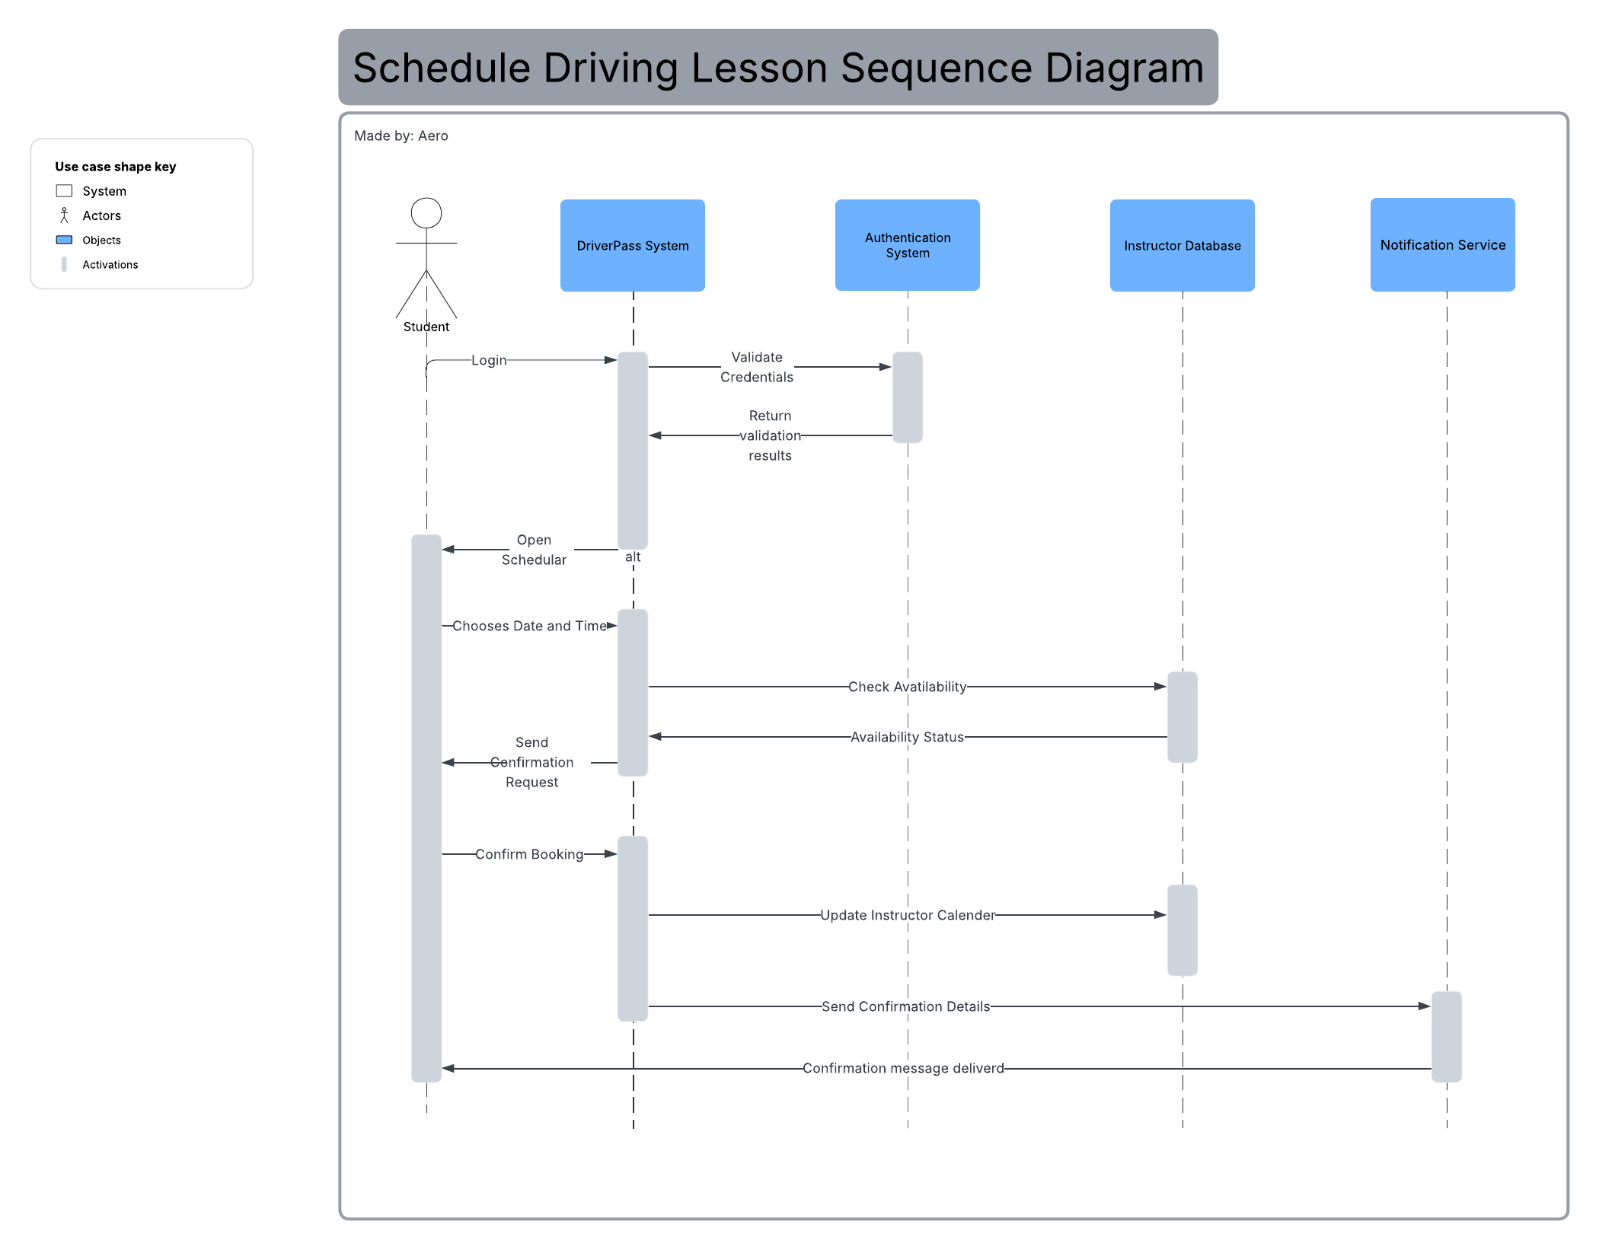 Schedule Driving Lesson Sequence Diagram
Made by: Aero
Use case shape key
System
Actors
Objects
Activations
Student
DriverPass System
Authentication
System
Instructor Database
Notification Service
Login
Validate
Credentials
Return
validation
results
Open
Schedular
alt
Chooses Date and Time
Check Avatilability
Availability Status
Send
Confirmation
Request
Confirm Booking
Update Instructor Calender
Send Confirmation Details
Confirmation message deliverd